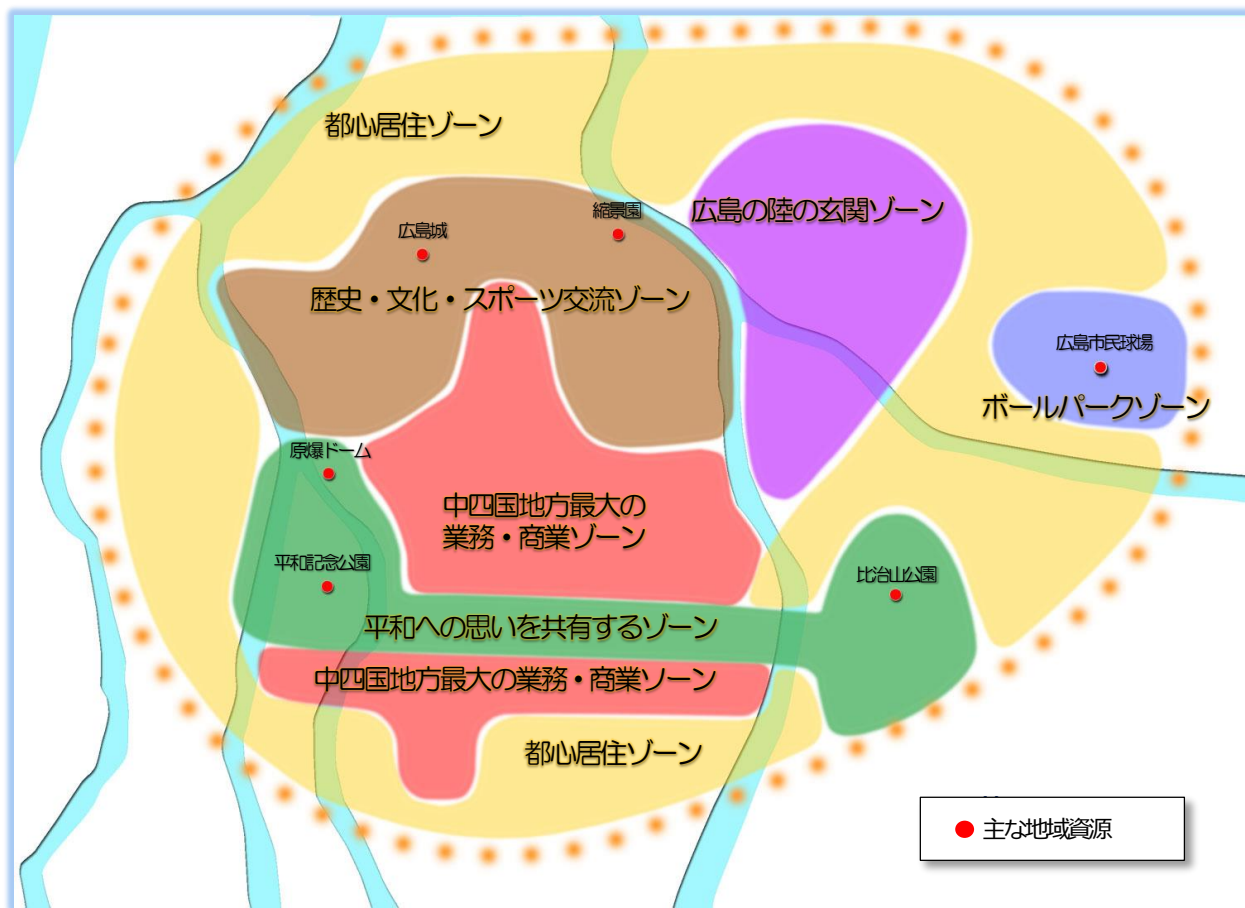 都心居住ゾーン
広島の陸の玄関ゾーン
縮景園
広島城
歴史・文化・スポーツ交流ゾーン
広島市民球場
ボールパークゾーン
原爆ドーム
中四国地方最大の
業務・商業ゾーン
平和記念公園
比治山公園
平和への思いを共有するゾーン
中四国地方最大の業務・商業ゾーン
都心居住ゾーン
主な地域資源